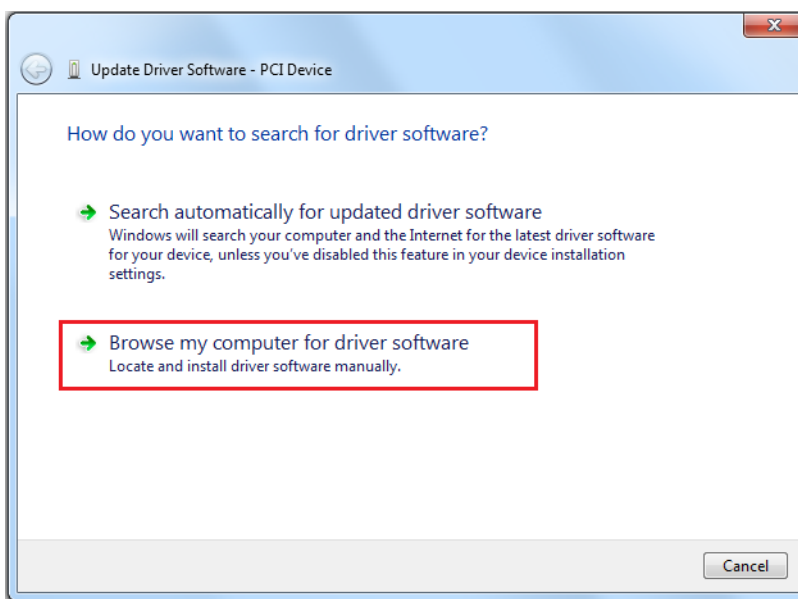 Update Driver Software - PCI Device
How do you want to search for driver software?
Search automatically for updated driver software
Windows will search your computer and the Internet for the latest driver software
for your device, unless you've disabled this feature in your device installation
settings.
Browse my computer for driver software
Locate and install driver software manually.
Cancel